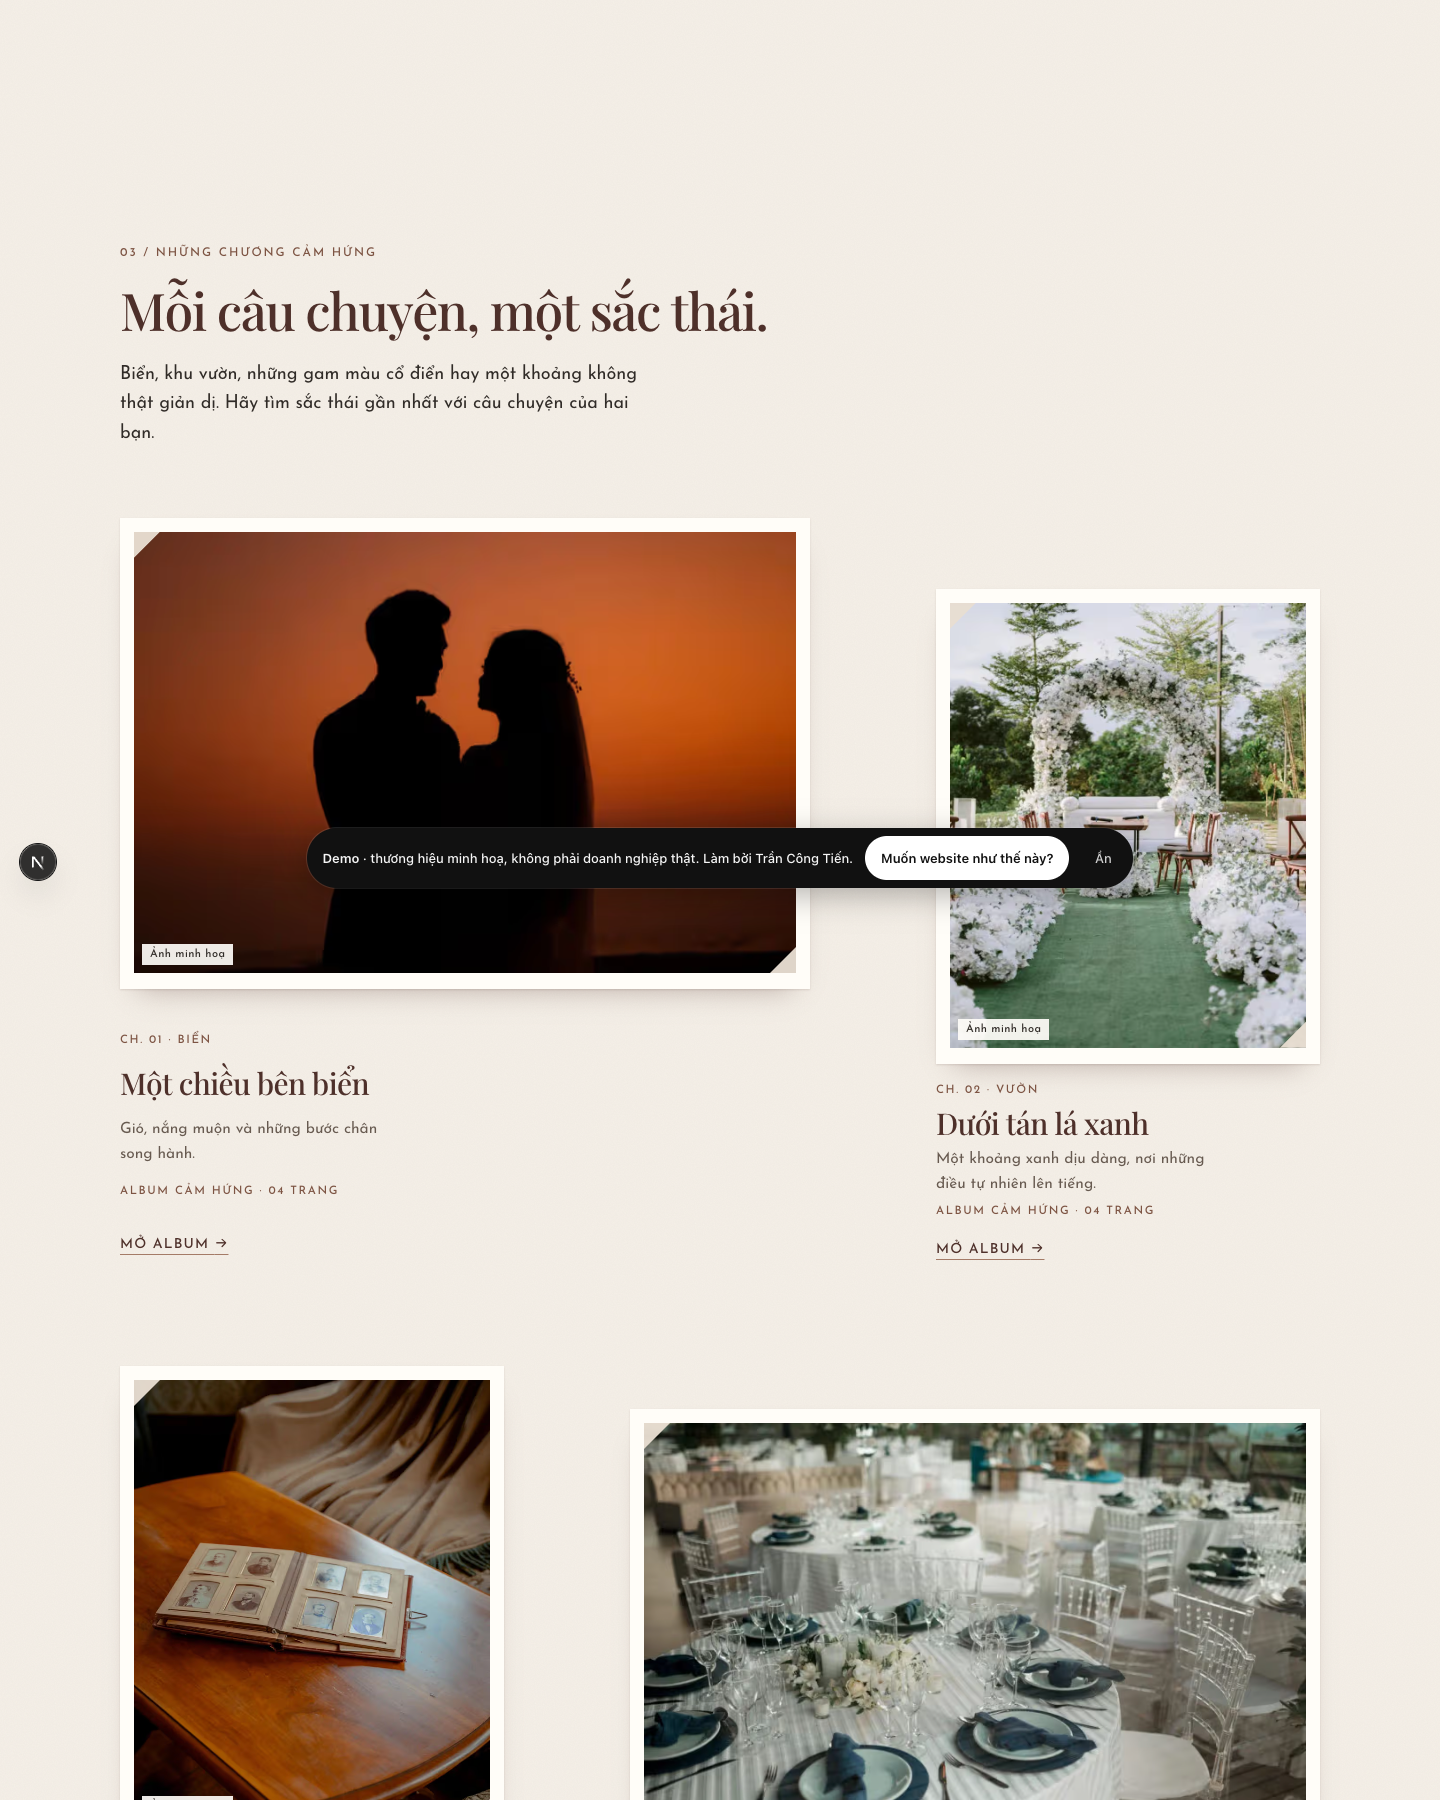 03 / NHỮNG CHƯƠNG CẢM HỨNG
Mỗi câu chuyện, một sắc thái.
Biển, khu vườn, những gam màu cổ điển hay một khoảng không
thật giản dị. Hãy tìm sắc thái gần nhất với câu chuyện của hai
bạn.
N
Demo · thương hiệu minh hoạ, không phải doanh nghiệp thật. Làm bởi Trần Công Tiến.
Muốn website như thế này?
Ẩn
Ảnh minh hoạ
CH. 01 · BIỂN
Một chiều bên biển
Gió, nắng muộn và những bước chân
song hành.
ALBUM CẢM HỨNG · 04 TRANG
MỞ ALBUM →
Ảnh minh hoạ
CH. 02 · VƯỜN
Dưới tán lá xanh
Một khoảng xanh dịu dàng, nơi những
điều tự nhiên lên tiếng.
ALBUM CẢM HỨNG · 04 TRANG
MỞ ALBUM →